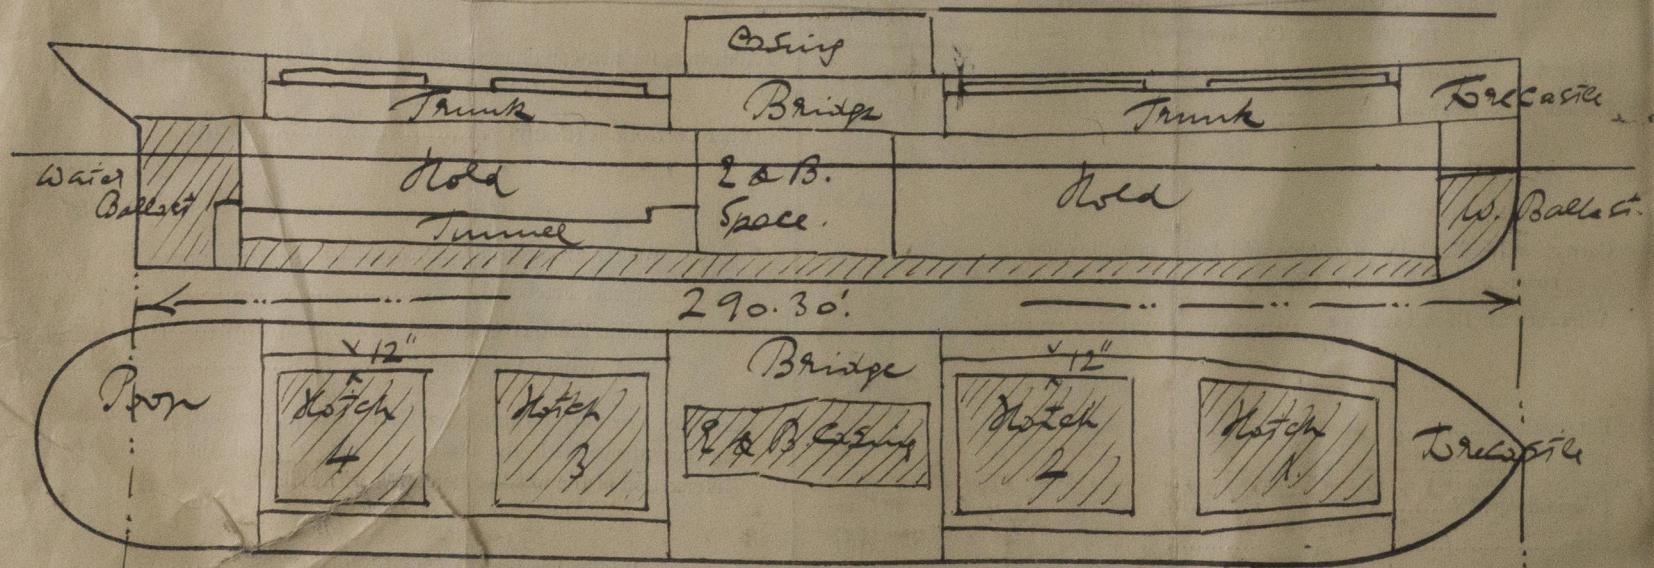 Casing
Trunk
Bridge
Trunk
Forecastle
Water
Ballast
Hold
E & B.
Space.
Hold
W. Ballast.
Tunnel
290.30'.
12"
Bridge
12"
Poop
Hatch
4
Hatch
3
E & B Casing
Hatch
2
Hatch
1.
Forecastle